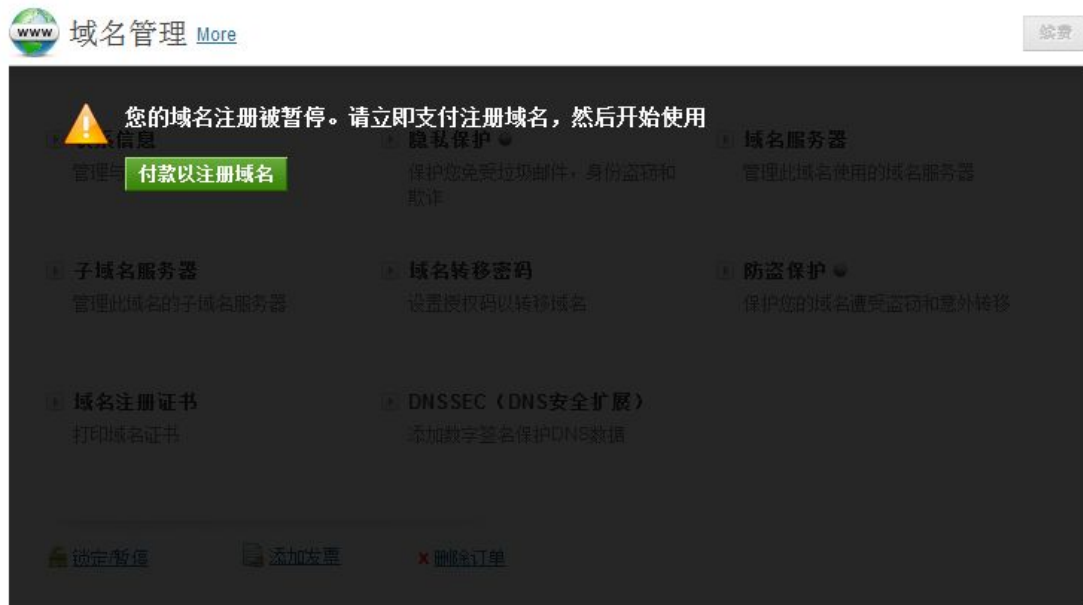 www 域名管理 More
续费
您的域名注册被暂停。请立即支付注册域名，然后开始使用
系信息
隐私保护
域名服务器
管理与
付款以注册域名
保护您免受垃圾邮件，身份盗窃和
欺诈
管理此域名使用的域名服务器
子域名服务器
域名转移密码
防盗保护
管理此域名的子域名服务器
设置授权码以转移域名
保护您的域名遭受盗窃和意外转移
域名注册证书
DNSSEC（DNS安全扩展）
打印域名证书
添加数字签名保护DNS数据
锁定/暂停
添加发票
删除订单